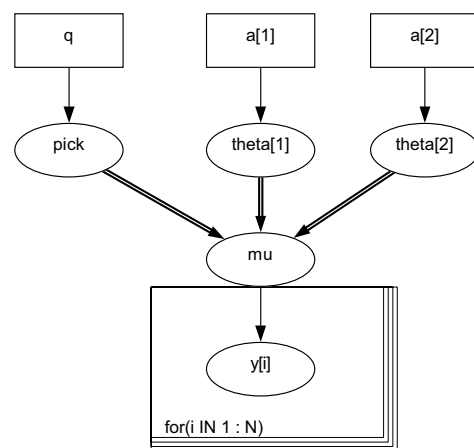 q
a[1]
a[2]
pick
theta[1]
theta[2]
mu
y[i]
for(i IN 1 : N)